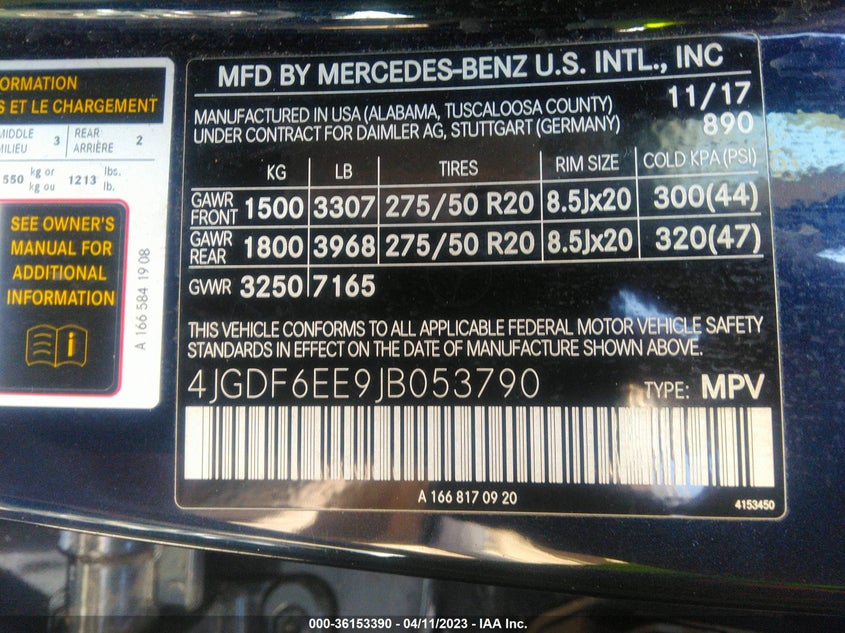 ORMATION
S ET LE CHARGEMENT
MIDDLE 3 REAR: 2
MILIEU ARRIÈRE
550 kg or 1213 lbs.
kg ou lb.
SEE OWNER'S
MANUAL FOR
ADDITIONAL
INFORMATION
i
A 166 584 19 08
MFD BY MERCEDES-BENZ U.S. INTL., INC
MANUFACTURED IN USA (ALABAMA, TUSCALOOSA COUNTY) 11/17
UNDER CONTRACT FOR DAIMLER AG, STUTTGART (GERMANY) 890
KG LB TIRES RIM SIZE COLD KPA (PSI)
GAWR FRONT 1500 3307 275/50 R20 8.5Jx20 300(44)
GAWR REAR 1800 3968 275/50 R20 8.5Jx20 320(47)
GVWR 3250 7165
THIS VEHICLE CONFORMS TO ALL APPLICABLE FEDERAL MOTOR VEHICLE SAFETY
STANDARDS IN EFFECT ON THE DATE OF MANUFACTURE SHOWN ABOVE.
4JGDF6EE9JB053790 TYPE: MPV
A 166 817 09 20
4153450
000-36153390 - 04/11/2023 - IAA Inc.